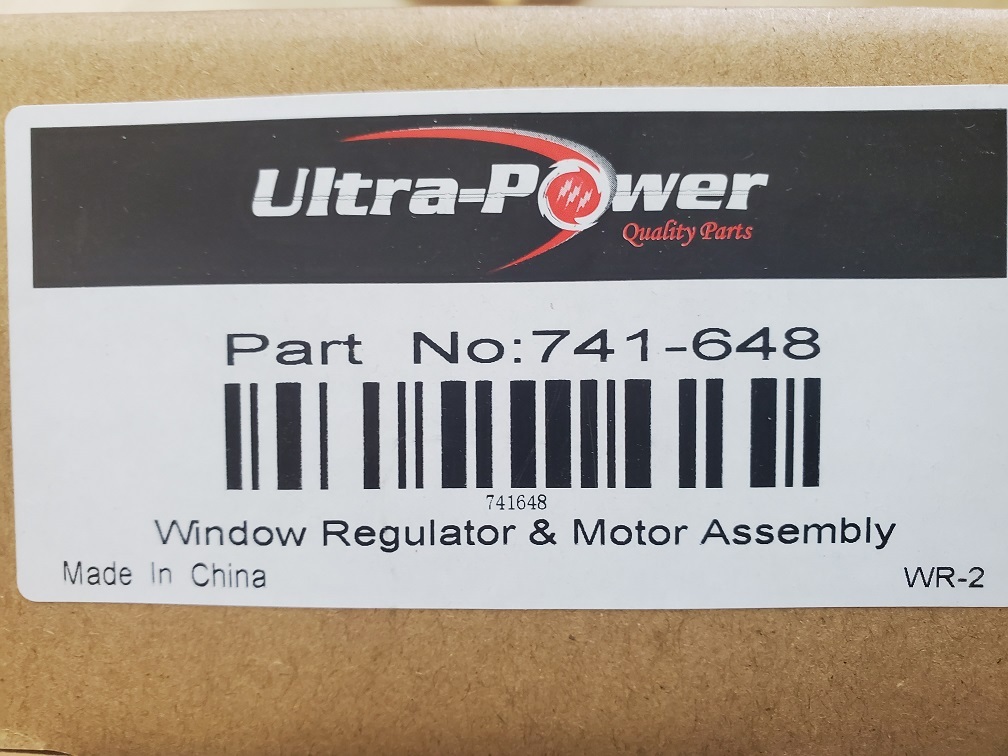 Ultra-Power
Quality Parts
Part No:741-648
741648
Window Regulator & Motor Assembly
Made In China
WR-2